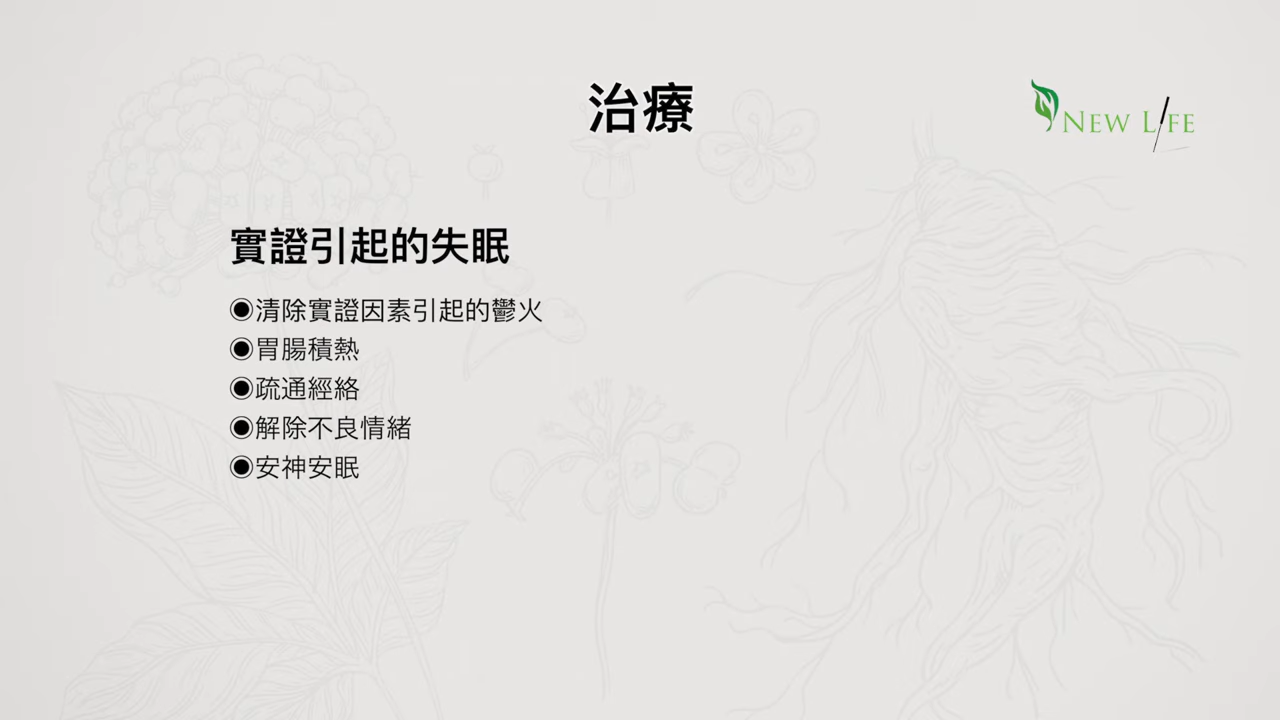 治療
NEW LIFE
實證引起的失眠
◉清除實證因素引起的鬱火
◉胃腸積熱
◉疏通經絡
◉解除不良情緒
◉安神安眠